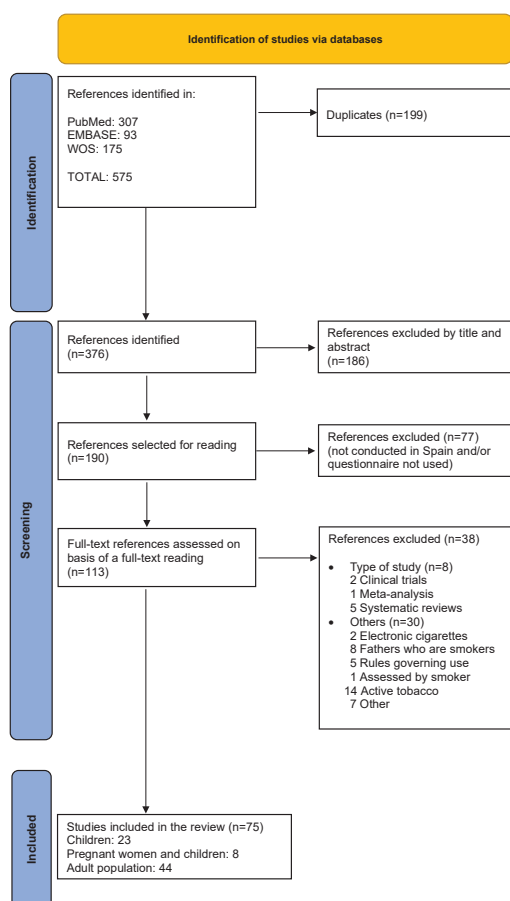 Identification of studies via databases
Identification
References identified in:
PubMed: 307
EMBASE: 93
WOS: 175
TOTAL: 575
Duplicates (n=199)
Screening
References identified
(n=376)
References excluded by title and
abstract
(n=186)
References selected for reading
(n=190)
References excluded (n=77)
(not conducted in Spain and/or
questionnaire not used)
Full-text references assessed on
basis of a full-text reading
(n=113)
References excluded (n=38)
• Type of study (n=8)
2 Clinical trials
1 Meta-analysis
5 Systematic reviews
• Others (n=30)
2 Electronic cigarettes
8 Fathers who are smokers
5 Rules governing use
1 Assessed by smoker
14 Active tobacco
7 Other
Included
Studies included in the review (n=75)
Children: 23
Pregnant women and children: 8
Adult population: 44